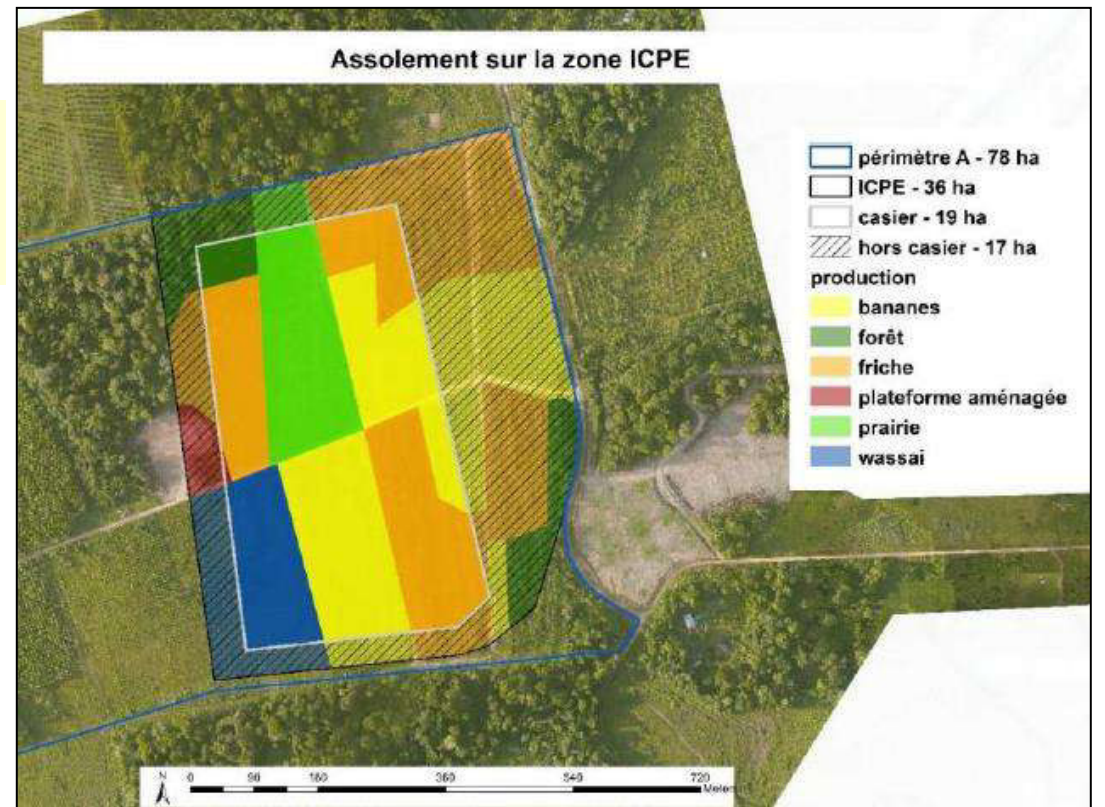 Assolement sur la zone ICPE
périmètre A - 78 ha
ICPE - 36 ha
casier - 19 ha
hors casier - 17 ha
production
bananes
forêt
friche
plateforme aménagée
prairie
wassai
N
0 90 180 360 540 720